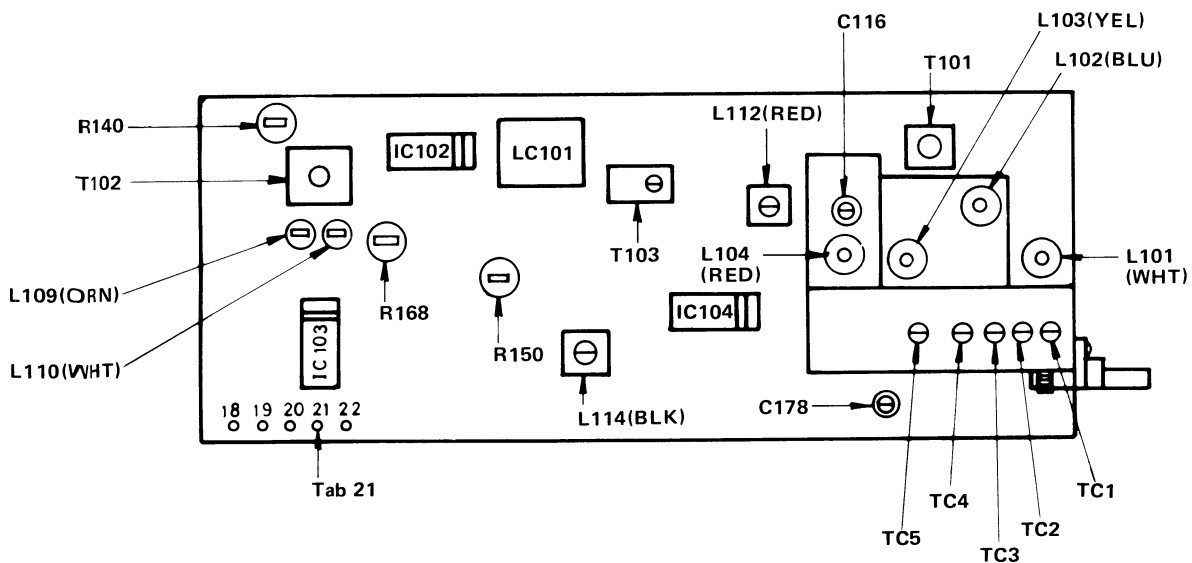 C116
L103(YEL)
L102(BLU)
T101
R140
L112(RED)
IC102
LC101
T102
T103
L104
(RED)
L101
(WHT)
L109(ORN)
R168
IC104
R150
IC 103
L110(WHT)
L114(BLK)
C178
18 19 20 21 22
Tab 21
TC5
TC4
TC3
TC2
TC1